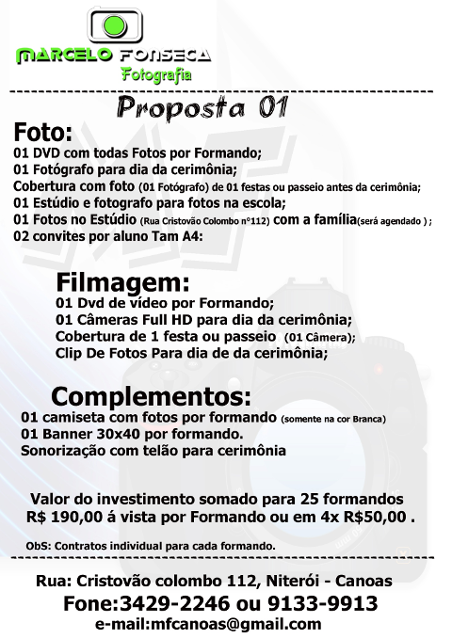 MARCELO FONSECA
Fotografia
Proposta 01
Foto:
01 DVD com todas Fotos por Formando;
01 Fotógrafo para dia da cerimônia;
Cobertura com foto (01 Fotógrafo) de 01 festas ou passeio antes da cerimônia;
01 Estúdio e fotografo para fotos na escola;
01 Fotos no Estúdio (Rua Cristovão Colombo nº112) com a família(será agendado ) ;
02 convites por aluno Tam A4:
Filmagem:
01 Dvd de vídeo por Formando;
01 Câmeras Full HD para dia da cerimônia;
Cobertura de 1 festa ou passeio (01 Câmera);
Clip De Fotos Para dia de da cerimônia;
Complementos:
01 camiseta com fotos por formando (somente na cor Branca)
01 Banner 30x40 por formando.
Sonorização com telão para cerimônia
Valor do investimento somado para 25 formandos
R$ 190,00 á vista por Formando ou em 4x R$50,00 .
ObS: Contratos individual para cada formando.
Rua: Cristovão colombo 112, Niterói - Canoas
Fone:3429-2246 ou 9133-9913
e-mail:mfcanoas@gmail.com